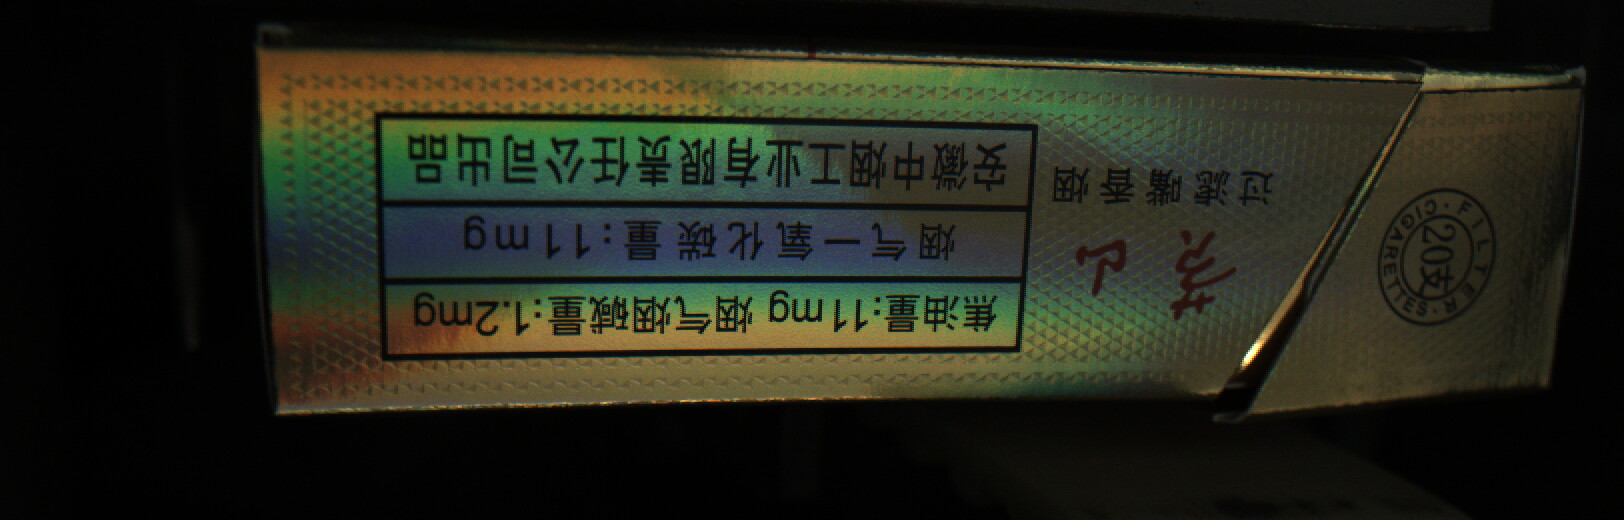 FILTER CIGARETTES
20支
黄山
过滤嘴香烟
焦油量:11mg 烟气烟碱量:1.2mg
烟气一氧化碳量:11mg
安徽中烟工业有限责任公司出品